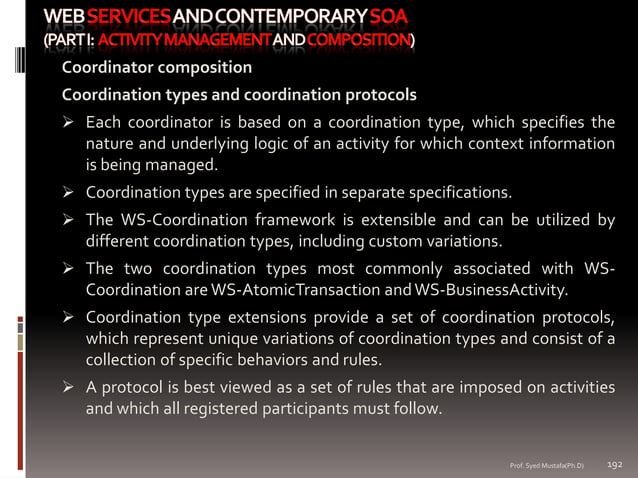 WEB SERVICES AND CONTEMPORARY SOA
(PART I: ACTIVITY MANAGEMENT AND COMPOSITION)
Coordinator composition
Coordination types and coordination protocols
➢ Each coordinator is based on a coordination type, which specifies the
nature and underlying logic of an activity for which context information
is being managed.
➢ Coordination types are specified in separate specifications.
➢ The WS-Coordination framework is extensible and can be utilized by
different coordination types, including custom variations.
➢ The two coordination types most commonly associated with WS-
Coordination are WS-AtomicTransaction and WS-BusinessActivity.
➢ Coordination type extensions provide a set of coordination protocols,
which represent unique variations of coordination types and consist of a
collection of specific behaviors and rules.
➢ A protocol is best viewed as a set of rules that are imposed on activities
and which all registered participants must follow.
Prof. Syed Mustafa(Ph.D) 192